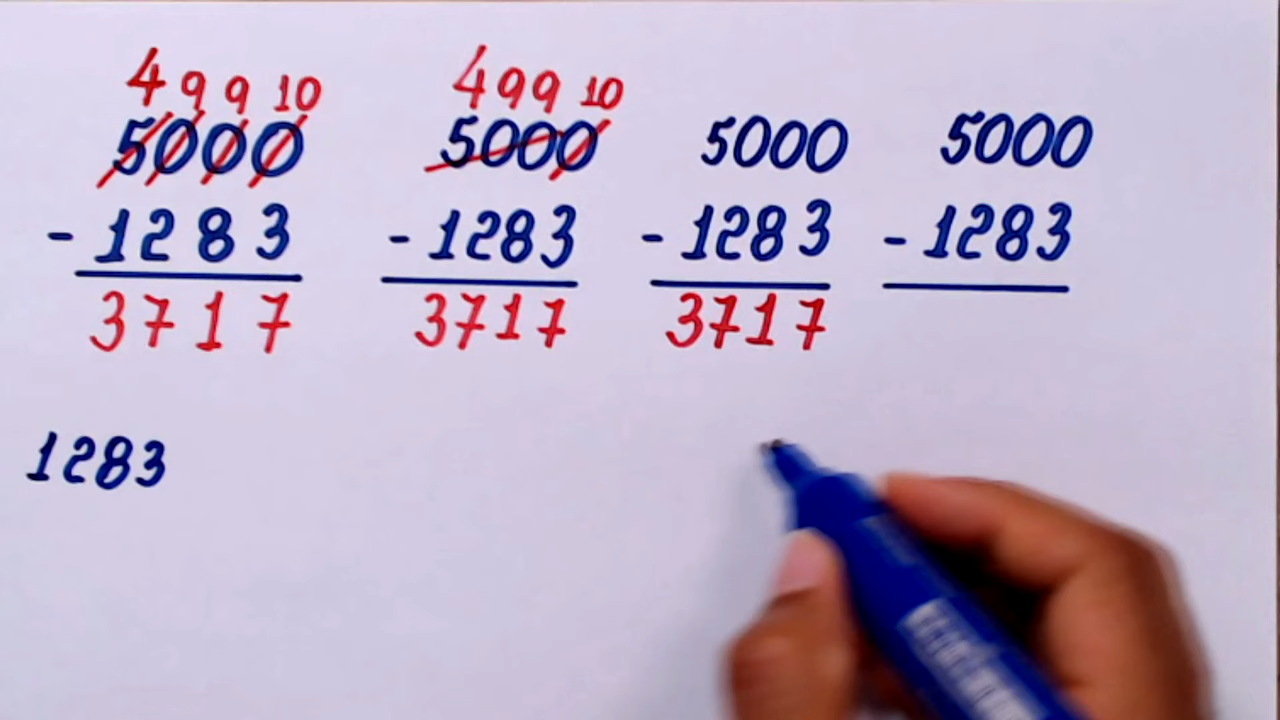 4 9 9 10 4 9 9 10
5000 5000 5000 5000
- 1283 - 1283 - 1283 - 1283
3717 3717 3717
1283